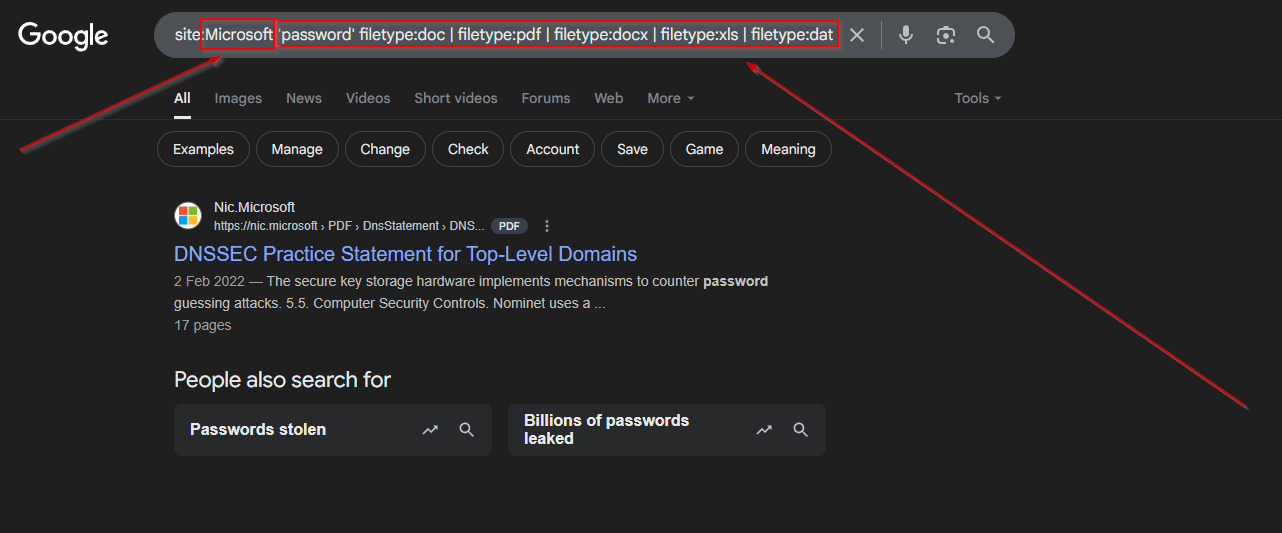 Google
site:Microsoft 'password' filetype:doc | filetype:pdf | filetype:docx | filetype:xls | filetype:dat
All Images News Videos Short videos Forums Web More Tools
Examples Manage Change Check Account Save Game Meaning
Nic.Microsoft
https://nic.microsoft › PDF › DnsStatement › DNS... PDF
DNSSEC Practice Statement for Top-Level Domains
2 Feb 2022 — The secure key storage hardware implements mechanisms to counter password
guessing attacks. 5.5. Computer Security Controls. Nominet uses a ...
17 pages
People also search for
Passwords stolen
Billions of passwords
leaked